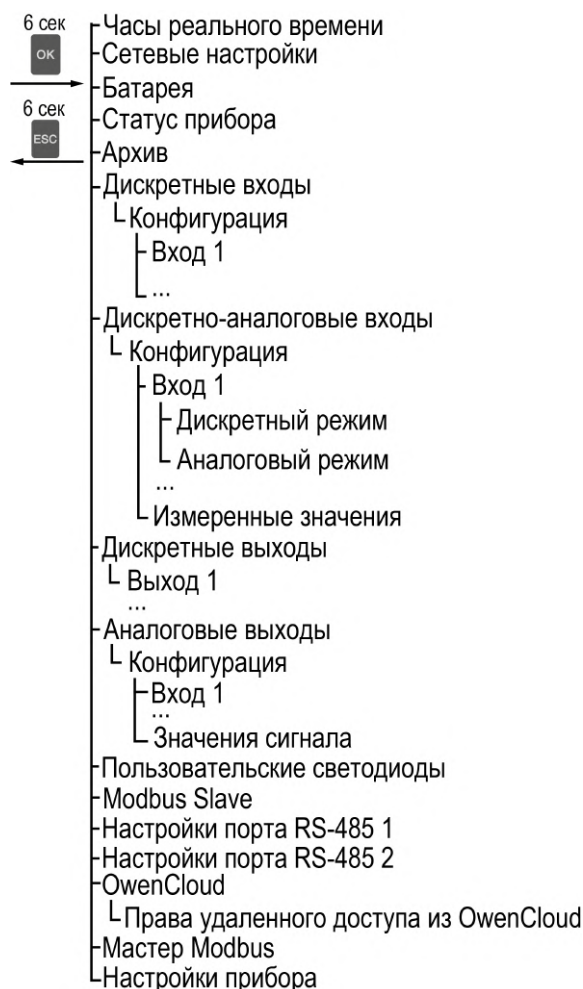 6 сек
OK
6 сек
ESC
Часы реального времени
Сетевые настройки
Батарея
Статус прибора
Архив
Дискретные входы
Конфигурация
Вход 1
...
Дискретно-аналоговые входы
Конфигурация
Вход 1
Дискретный режим
Аналоговый режим
...
Измеренные значения
Дискретные выходы
Выход 1
...
Аналоговые выходы
Конфигурация
Вход 1
...
Значения сигнала
Пользовательские светодиоды
Modbus Slave
Настройки порта RS-485 1
Настройки порта RS-485 2
OwenCloud
Права удаленного доступа из OwenCloud
Мастер Modbus
Настройки прибора